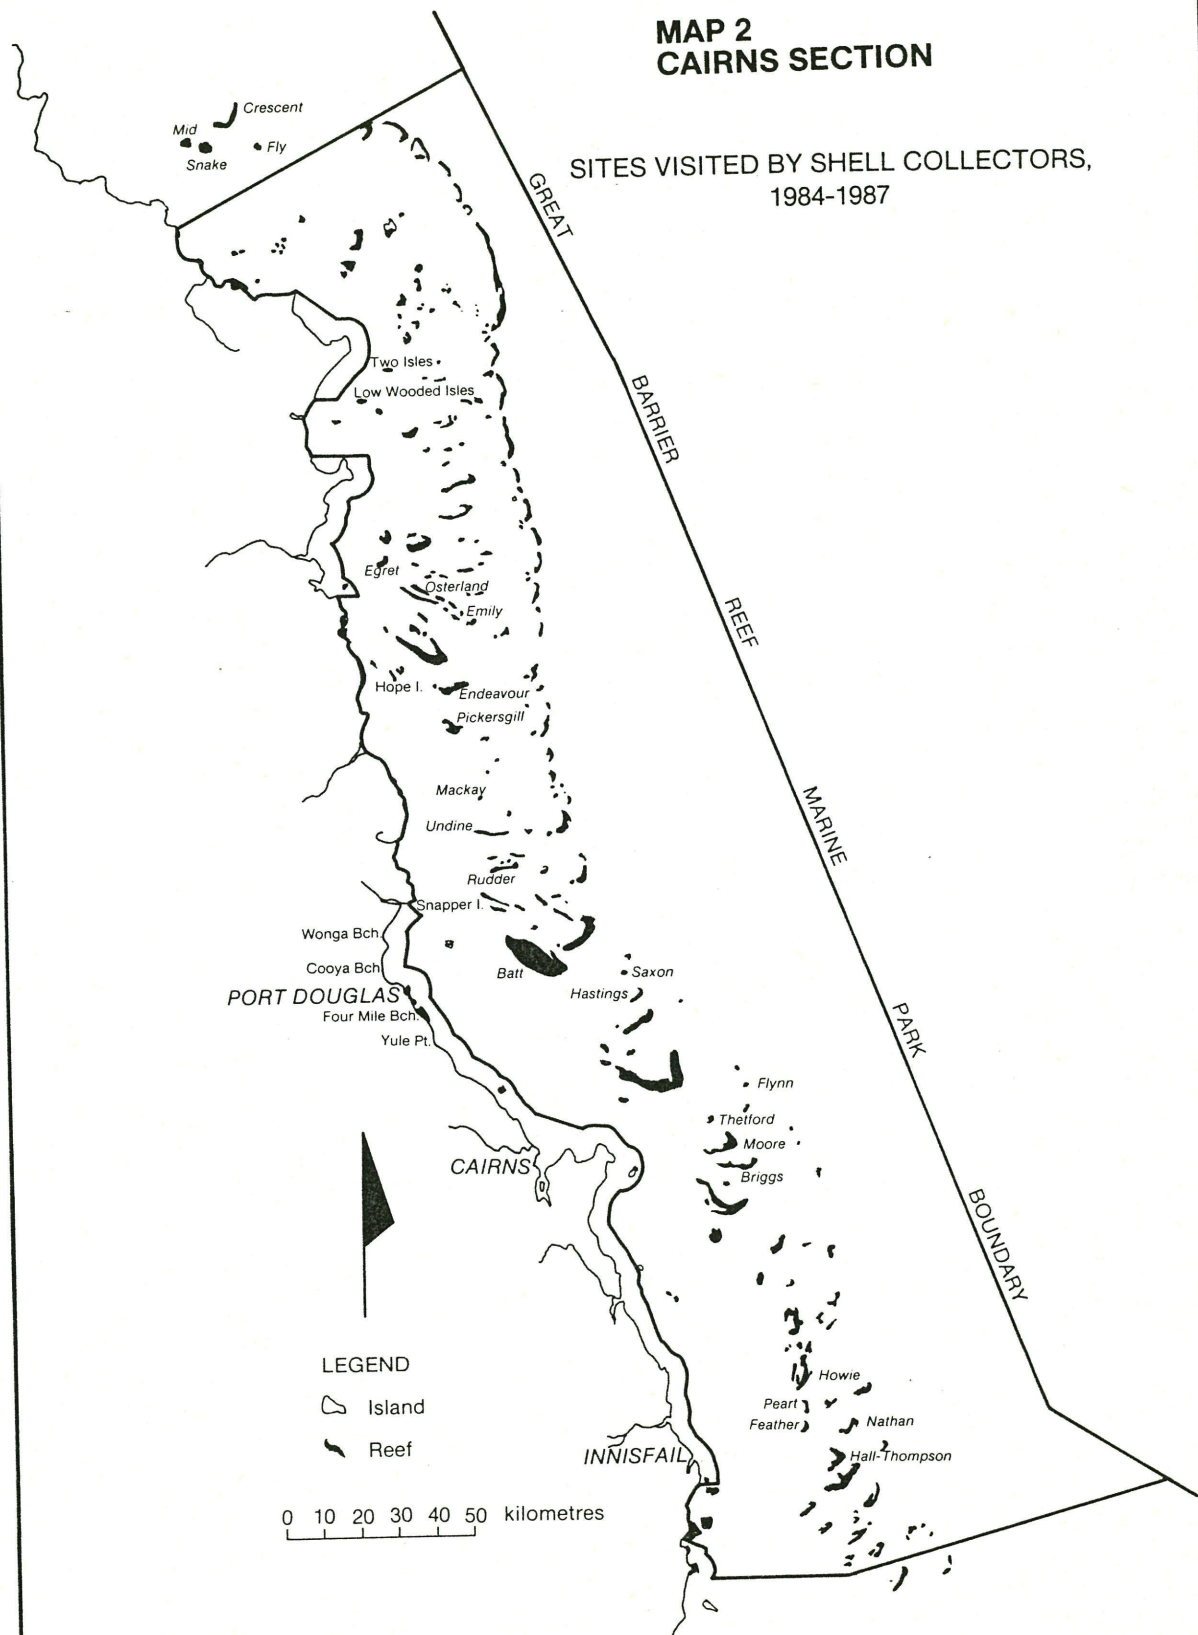 MAP 2
CAIRNS SECTION
SITES VISITED BY SHELL COLLECTORS,
1984-1987
Crescent
Mid
Snake
Fly
GREAT
BARRIER
REEF
MARINE
PARK
BOUNDARY
Two Isles
Low Wooded Isles
Egret
Osterland
Emily
Hope I.
Endeavour
Pickersgill
Mackay
Undine
Rudder
Snapper I.
Wonga Bch.
Cooya Bch.
Batt
Saxon
Hastings
PORT DOUGLAS
Four Mile Bch.
Yule Pt.
Flynn
Thetford
Moore
Briggs
CAIRNS
Howie
Peart
Feather
Nathan
Hall-Thompson
INNISFAIL
LEGEND
Island
Reef
0 10 20 30 40 50 kilometres